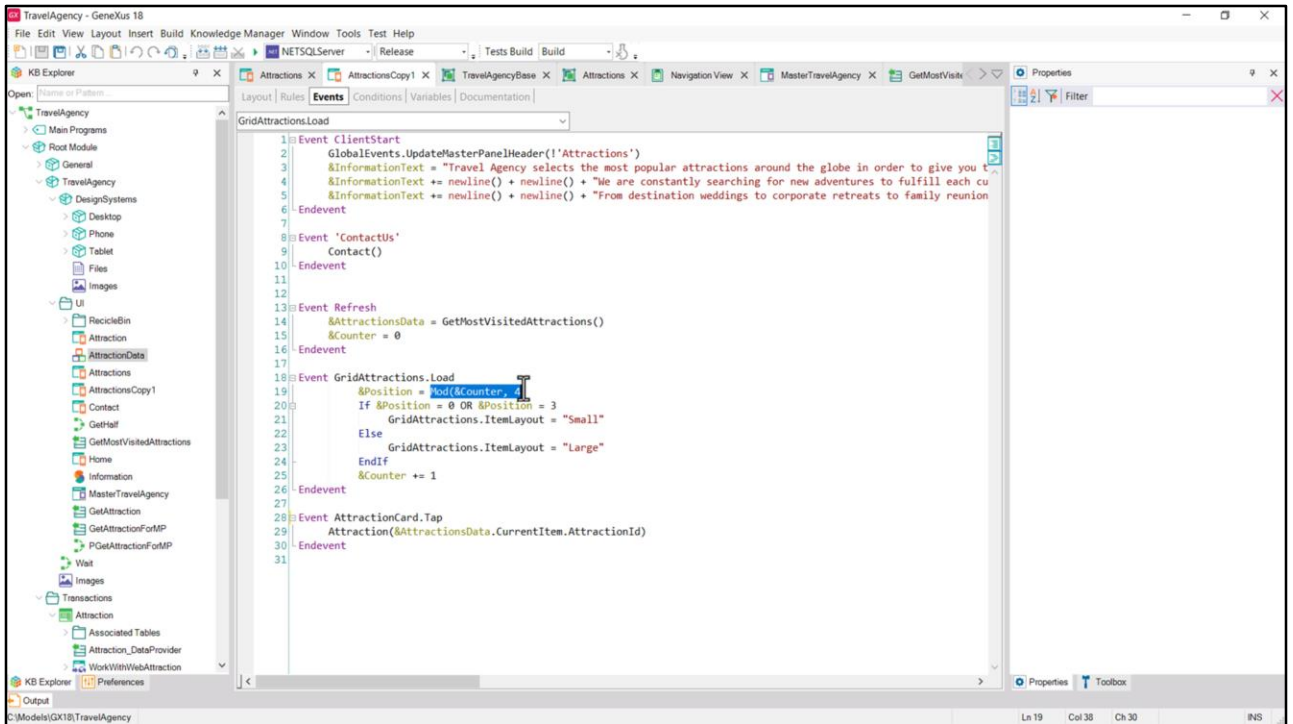 TravelAgency - GeneXus 18
File Edit View Layout Insert Build Knowledge Manager Window Tools Test Help
NETSQLServer Release Tests Build Build
KB Explorer
Open: Name or Pattern...
TravelAgency
Main Programs
Root Module
General
TravelAgency
DesignSystems
Desktop
Phone
Tablet
Files
Images
UI
RecicleBin
Attraction
AttractionData
Attractions
AttractionsCopy1
Contact
GetHalf
GetMostVisitedAttractions
Home
Information
MasterTravelAgency
GetAttraction
GetAttractionForMP
PGetAttractionForMP
Wait
Images
Transactions
Attraction
Associated Tables
Attraction_DataProvider
WorkWithWebAttraction
KB Explorer Preferences
Attractions X AttractionsCopy1 X TravelAgencyBase X Attractions X Navigation View X MasterTravelAgency X GetMostVisite
Layout | Rules | Events | Conditions | Variables | Documentation |
GridAttractions.Load
1 Event ClientStart
2 GlobalEvents.UpdateMasterPanelHeader(!'Attractions')
3 &InformationText = "Travel Agency selects the most popular attractions around the globe in order to give you t
4 &InformationText += newline() + newline() + "We are constantly searching for new adventures to fulfill each cu
5 &InformationText += newline() + newline() + "From destination weddings to corporate retreats to family reunion
6 Endevent
7
8 Event 'ContactUs'
9 Contact()
10 Endevent
11
12
13 Event Refresh
14 &AttractionsData = GetMostVisitedAttractions()
15 &Counter = 0
16 Endevent
17
18 Event GridAttractions.Load
19 &Position = Mod(&Counter, 4
20 If &Position = 0 OR &Position = 3
21 GridAttractions.ItemLayout = "Small"
22 Else
23 GridAttractions.ItemLayout = "Large"
24 EndIf
25 &Counter += 1
26 Endevent
27
28 Event AttractionCard.Tap
29 Attraction(&AttractionsData.CurrentItem.AttractionId)
30 Endevent
31
Properties
Filter
Properties Toolbox
Output
C:\Models\GX18\TravelAgency
Ln 19 Col 38 Ch 30 INS